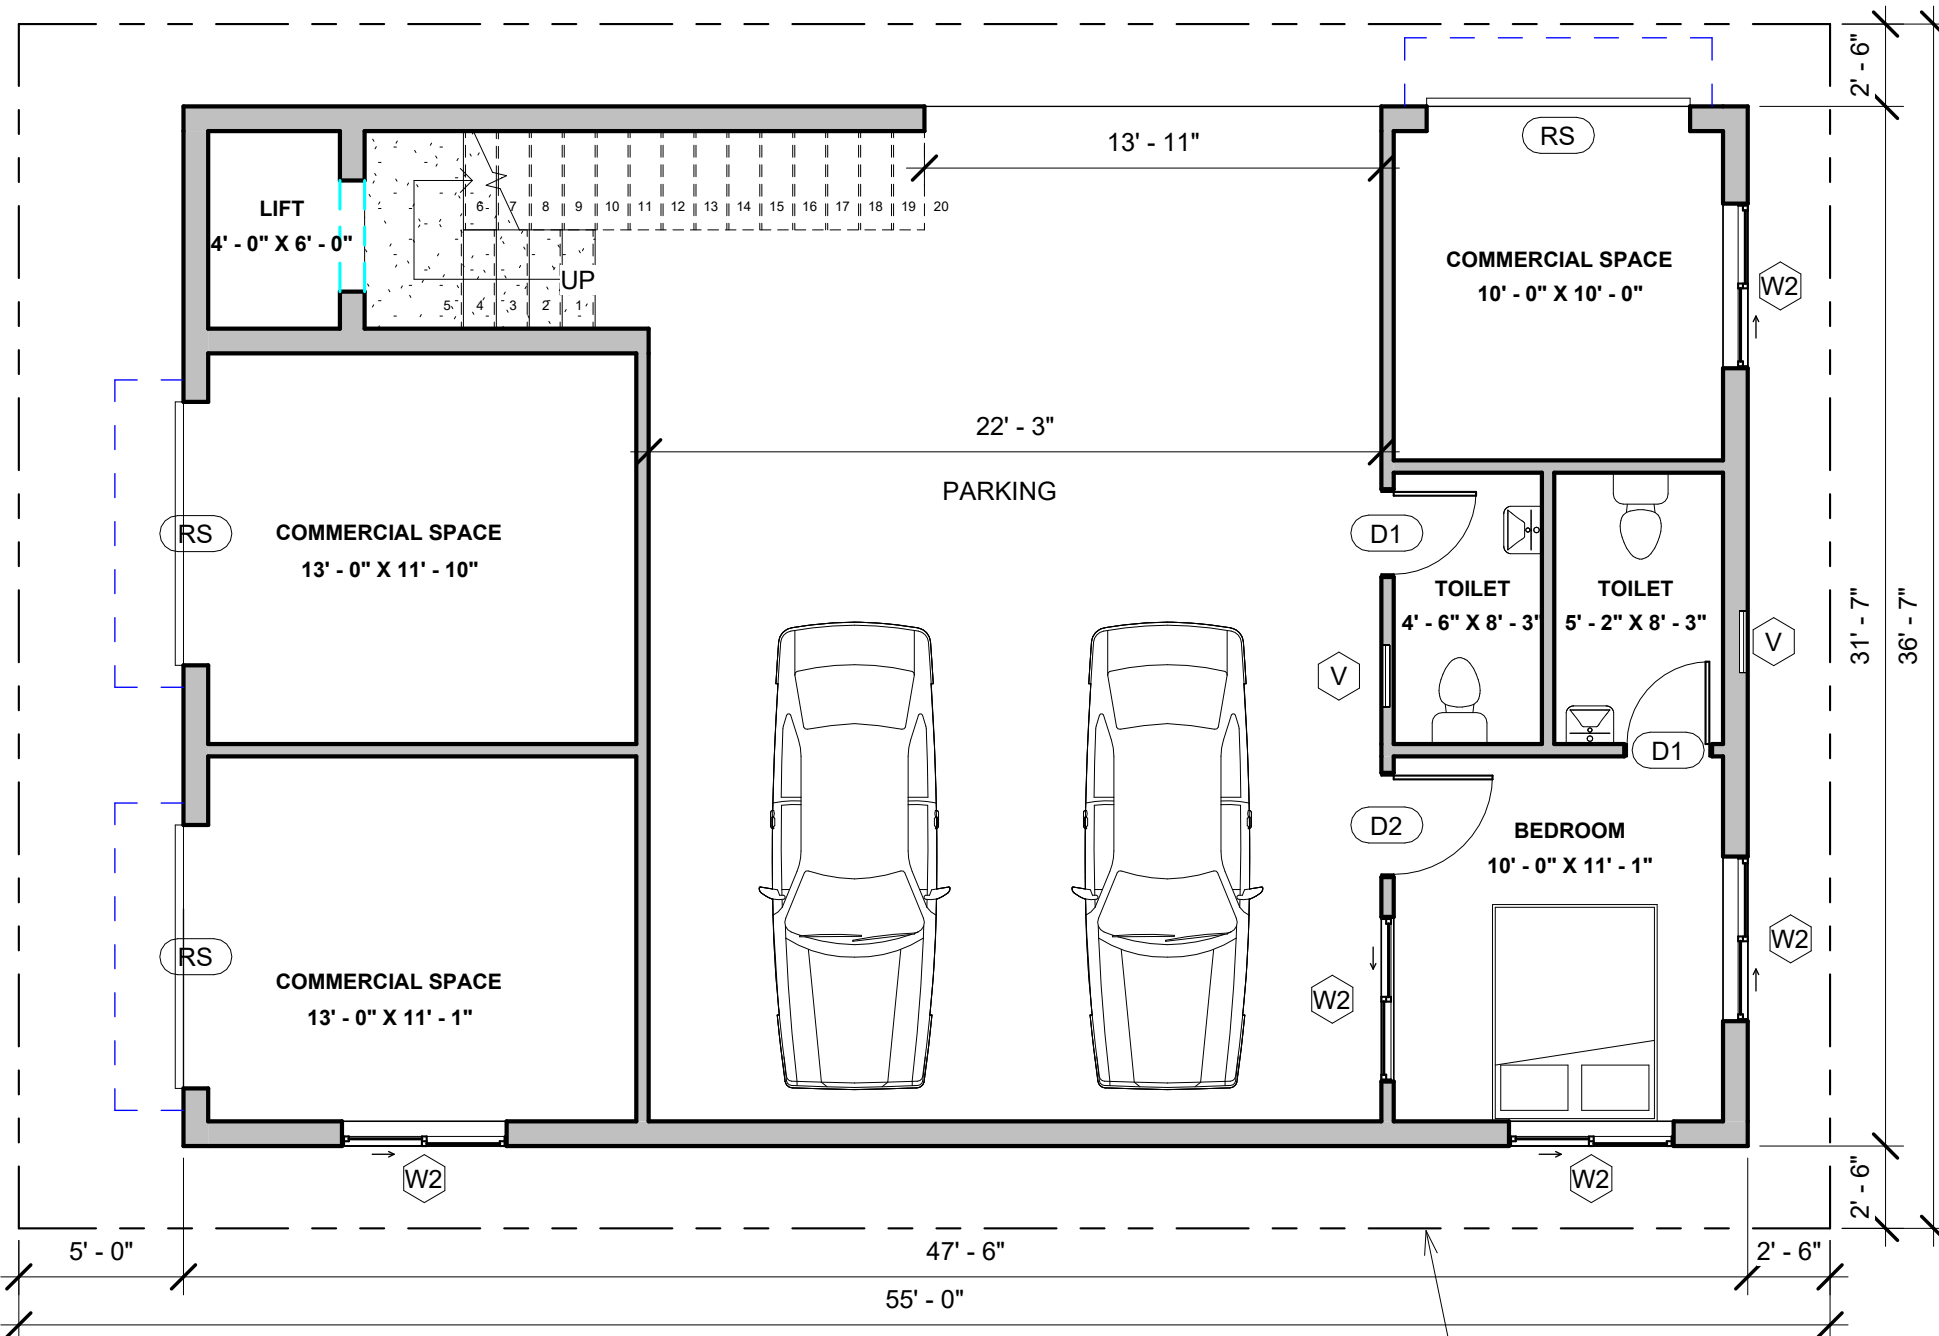 2' - 6"
13' - 11"
RS
LIFT
4' - 0" X 6' - 0"
6 7 8 9 10 11 12 13 14 15 16 17 18 19 20
UP
5 4 3 2 1
COMMERCIAL SPACE
10' - 0" X 10' - 0"
W2
22' - 3"
PARKING
RS
COMMERCIAL SPACE
13' - 0" X 11' - 10"
D1
TOILET
4' - 6" X 8' - 3"
TOILET
5' - 2" X 8' - 3"
V
V
31' - 7"
36' - 7"
D1
D2
BEDROOM
10' - 0" X 11' - 1"
RS
COMMERCIAL SPACE
13' - 0" X 11' - 1"
W2
W2
W2
W2
2' - 6"
5' - 0"
47' - 6"
2' - 6"
55' - 0"